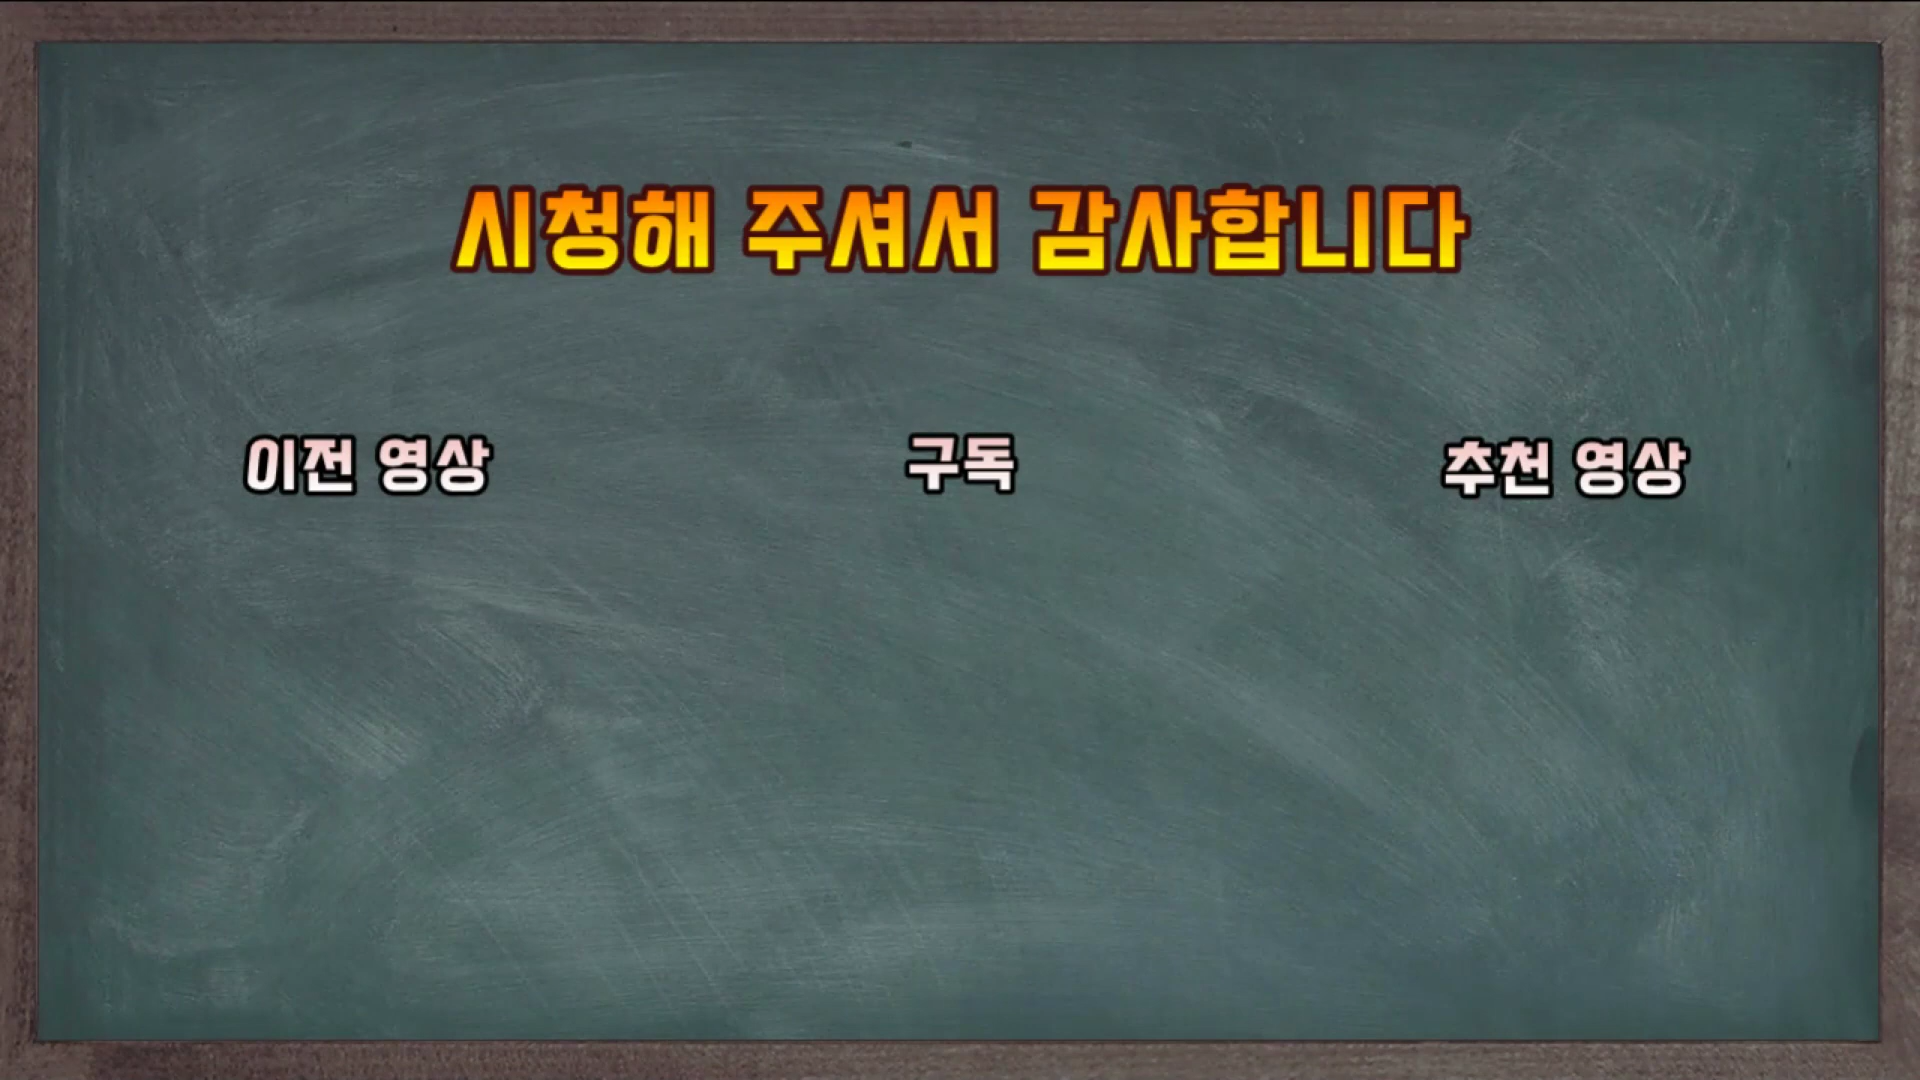 시청해 주셔서 감사합니다
이전 영상
구독
추천 영상